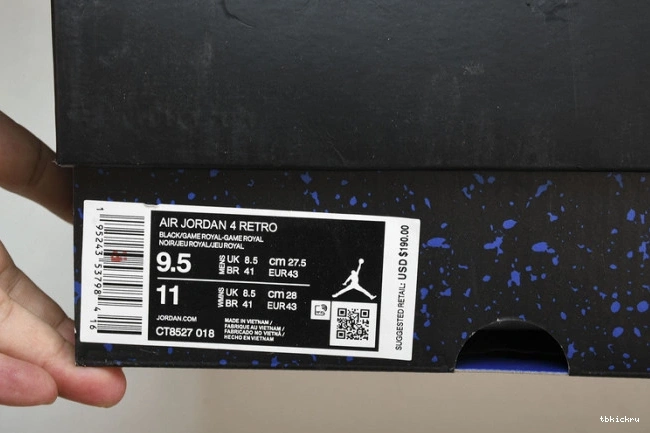 1 95243 53798 4 6
AIR JORDAN 4 RETRO
BLACK/GAME ROYAL-GAME ROYAL
NOIR/JEU ROYAL/JEU ROYAL
9.5 MENS UK 8.5 cm 27.5
BR 41 EUR 43
11 WMNS UK 8.5 cm 28
BR 41 EUR 43
JORDAN.COM
CT8527 018
MADE IN VIETNAM /
FABRIQUÉ AU VIETNAM /
FABRICADO NO VIETNÃ /
HECHO EN VIETNAM
SUGGESTED RETAIL: USD $190.00
tbkickru